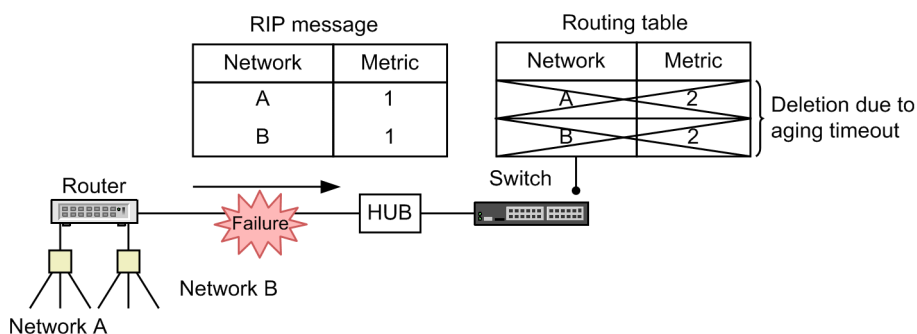 RIP message
Network Metric
A 1
B 1
Routing table
Network Metric
A 2
B 2
Deletion due to
aging timeout
Router
Failure
HUB
Switch
Network B
Network A